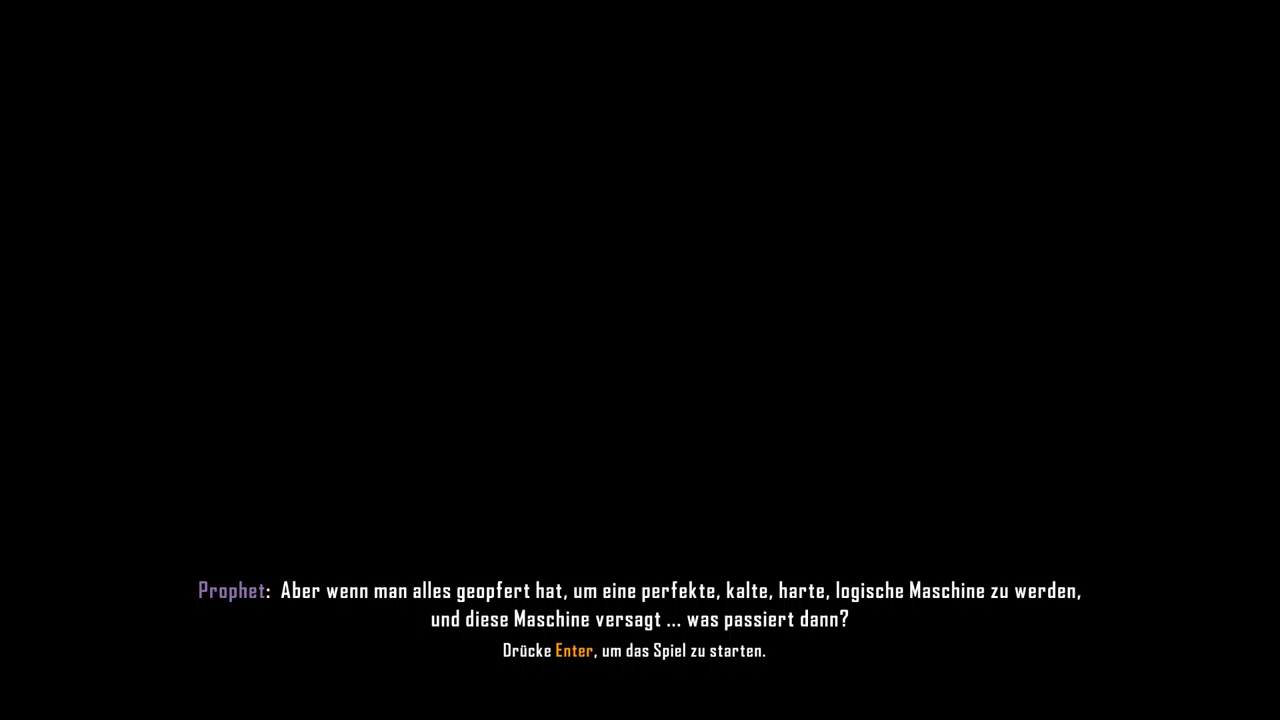 Prophet: Aber wenn man alles geopfert hat, um eine perfekte, kalte, harte, logische Maschine zu werden,
und diese Maschine versagt ... was passiert dann?
Drücke Enter, um das Spiel zu starten.